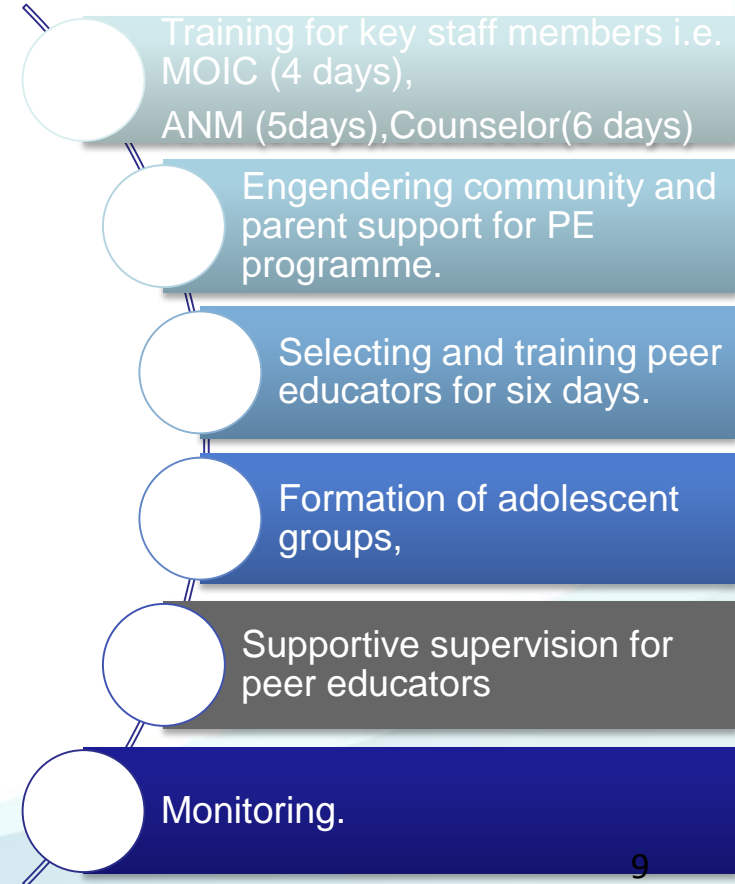 Training for key staff members i.e.
MOIC (4 days),
ANM (5days),Counselor(6 days)
Engendering community and
parent support for PE
programme.
Selecting and training peer
educators for six days.
Formation of adolescent
groups,
Supportive supervision for
peer educators
Monitoring.
9